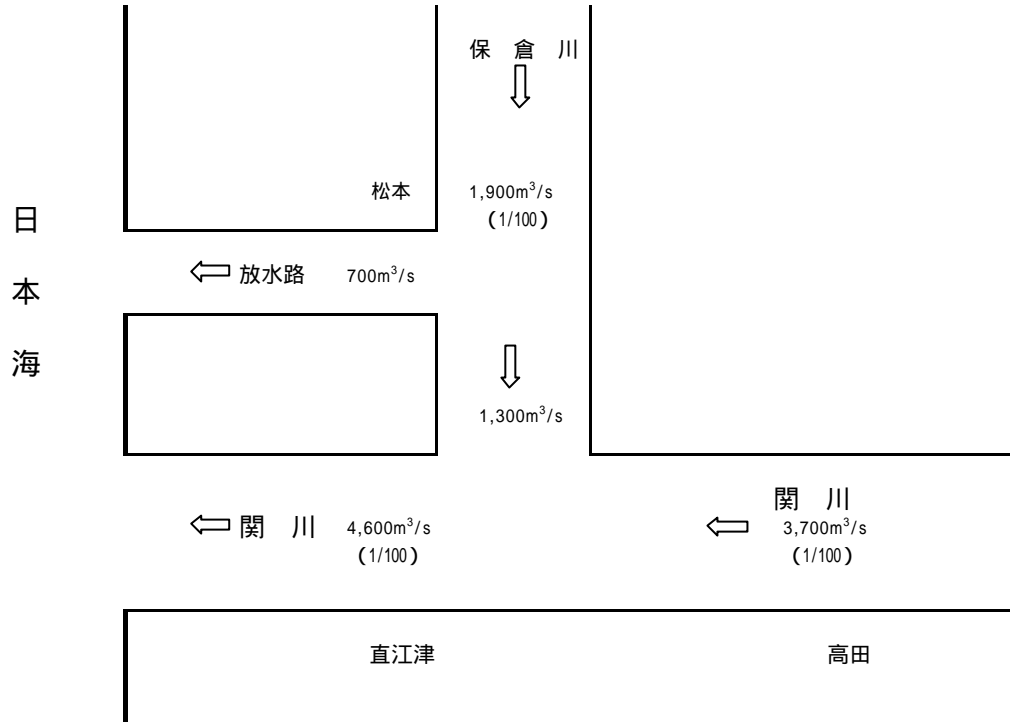 保 倉 川
松本
1,900m³/s
(1/100)
日本海
放水路 700m³/s
1,300m³/s
関 川
3,700m³/s
(1/100)
関 川 4,600m³/s
(1/100)
直江津
高田